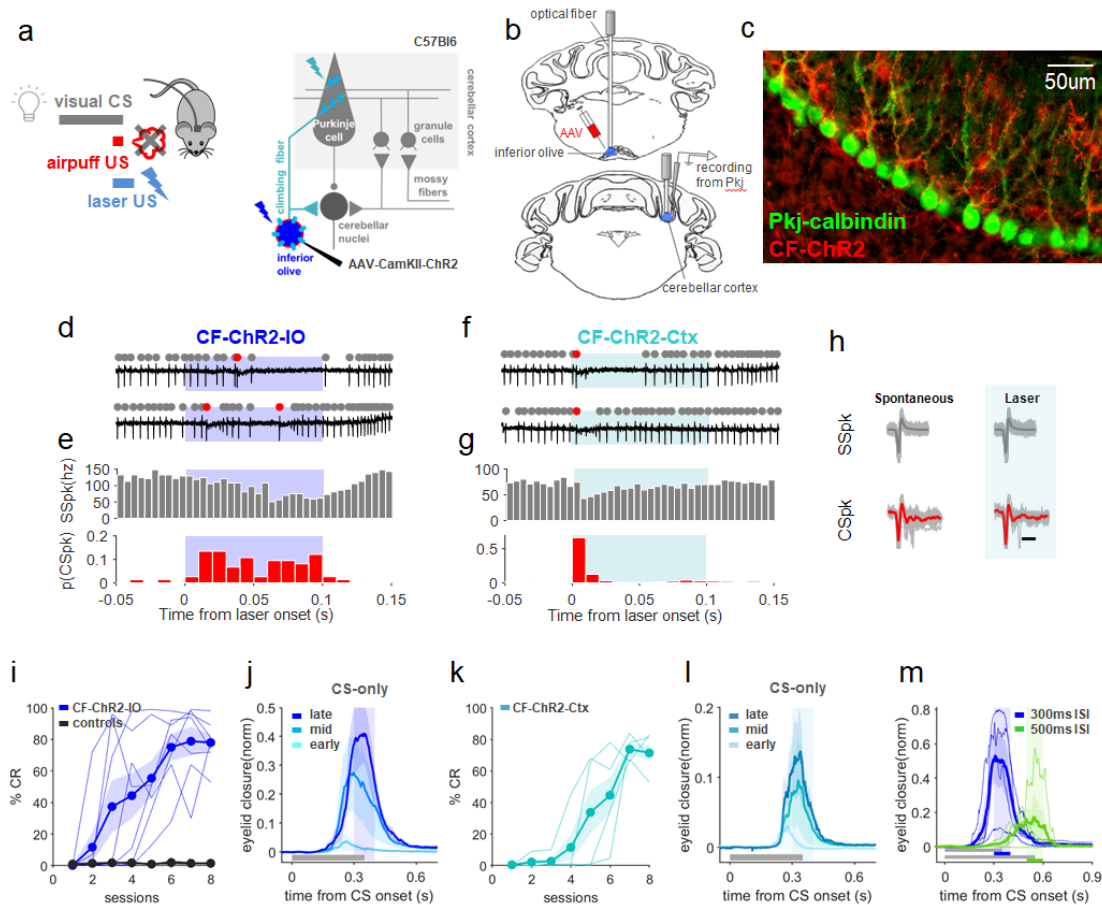 a
visual CS
airpuff US
laser US
C57Bl6
Purkinje
cell
granule
cells
mossy
fibers
cerebellar
cortex
climbing fiber
cerebellar
nuclei
inferior
olive
AAV-CamKII-ChR2
b
optical fiber
AAV
inferior olive
recording
from Pkj
cerebellar cortex
c
50um
Pkj-calbindin
CF-ChR2
d
CF-ChR2-IO
e
SSpk(hz)
150
100
50
0
p(CSpk)
0.2
0.1
0
-0.05
0
0.05
0.1
0.15
Time from laser onset (s)
f
CF-ChR2-Ctx
g
100
50
0
0.5
0
-0.05
0
0.05
0.1
0.15
Time from laser onset (s)
h
Spontaneous
Laser
SSpk
CSpk
i
CF-ChR2-IO
controls
% CR
100
80
60
40
20
0
0
2
4
6
8
sessions
j
CS-only
late
mid
early
eyelid closure(norm)
0.5
0.4
0.3
0.2
0.1
0
0
0.2
0.4
0.6
time from CS onset (s)
k
CF-ChR2-Ctx
% CR
100
80
60
40
20
0
0
2
4
6
8
sessions
l
CS-only
late
mid
early
eyelid closure(norm)
0.2
0.1
0
0
0.2
0.4
0.6
time from CS onset (s)
m
300ms ISI
500ms ISI
eyelid closure(norm)
0.8
0.6
0.4
0.2
0
0
0.3
0.6
0.9
time from CS onset (s)